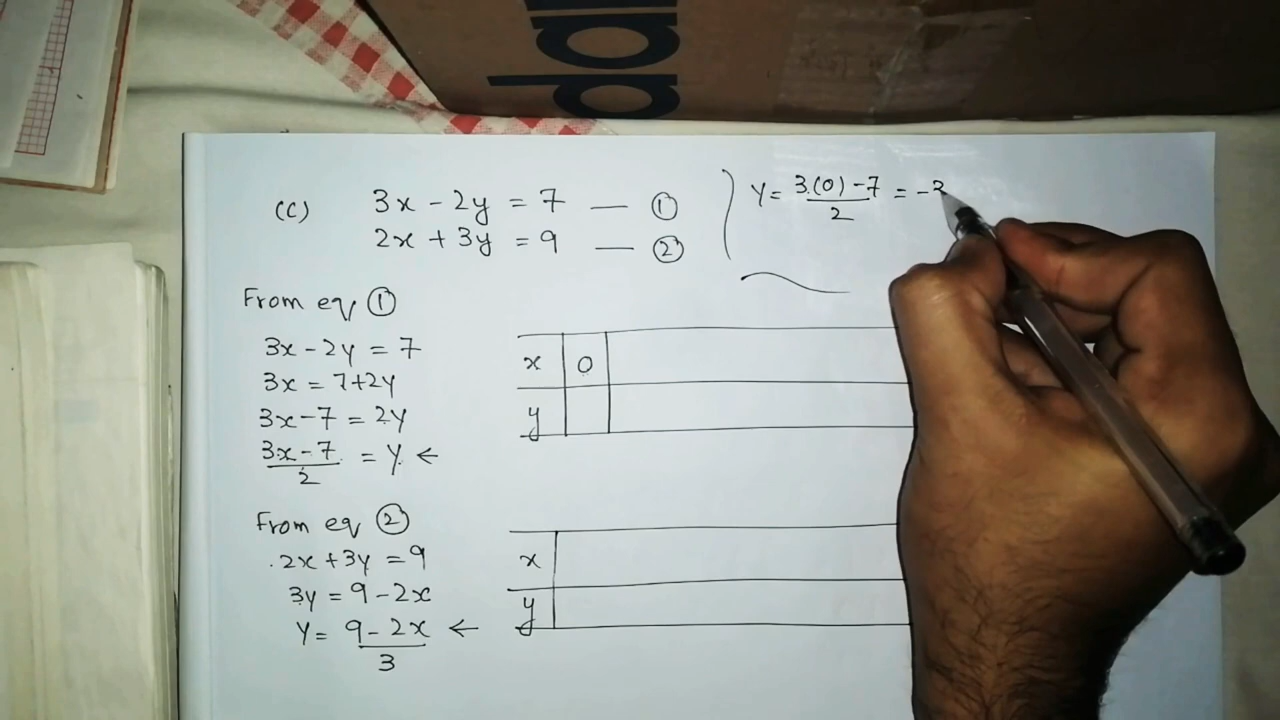 (C) 3x - 2y = 7 — ①
2x + 3y = 9 — ②
Y = 3(0) - 7 / 2 = -3
From eq ①
3x - 2y = 7
3x = 7+2y
3x - 7 = 2y
3x - 7 / 2 = y ←
x 0
y
From eq ②
2x + 3y = 9
3y = 9 - 2x
Y = 9 - 2x / 3 ←
x
y